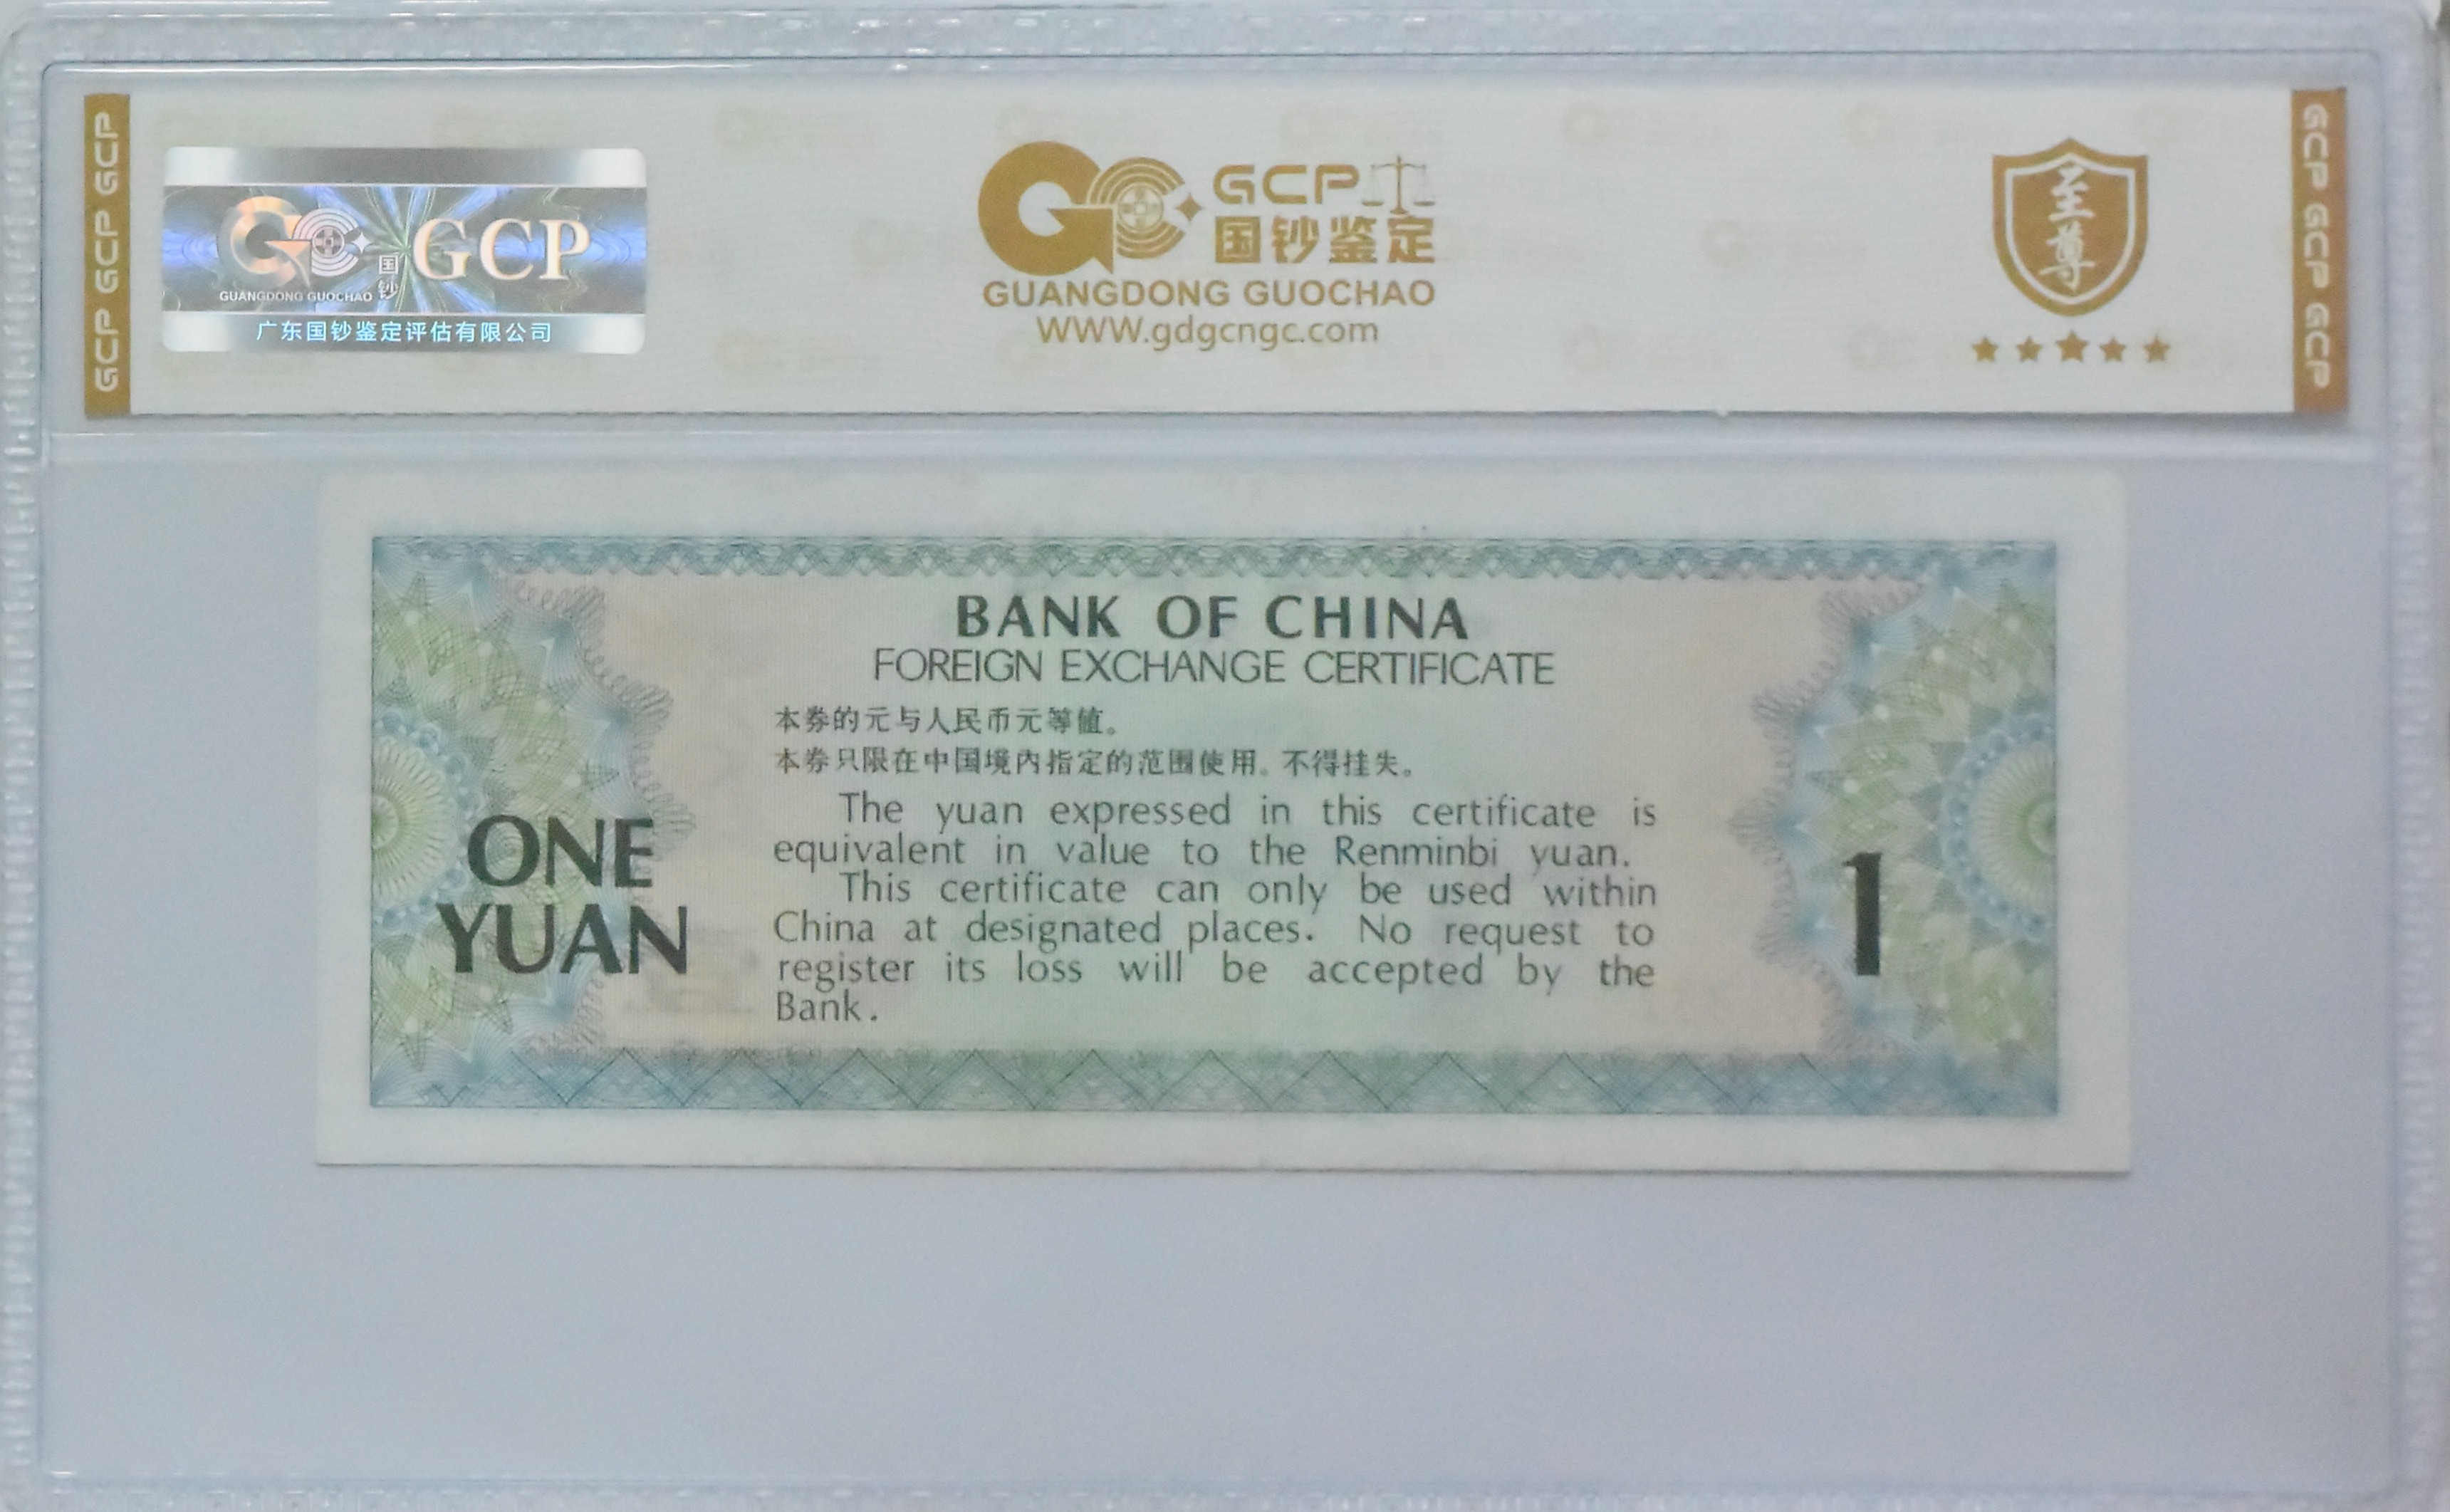 GCP GCP GCP
GCP
国钞
GUANGDONG GUOCHAO
广东国钞鉴定评估有限公司
GCP
国钞鉴定
GUANGDONG GUOCHAO
WWW.gdgcngc.com
至尊
GCP GCP GCP
BANK OF CHINA
FOREIGN EXCHANGE CERTIFICATE
本券的元与人民币元等值。
本券只限在中国境内指定的范围使用。不得挂失。
The yuan expressed in this certificate is
equivalent in value to the Renminbi yuan.
This certificate can only be used within
China at designated places. No request to
register its loss will be accepted by the
Bank.
ONE
YUAN
1